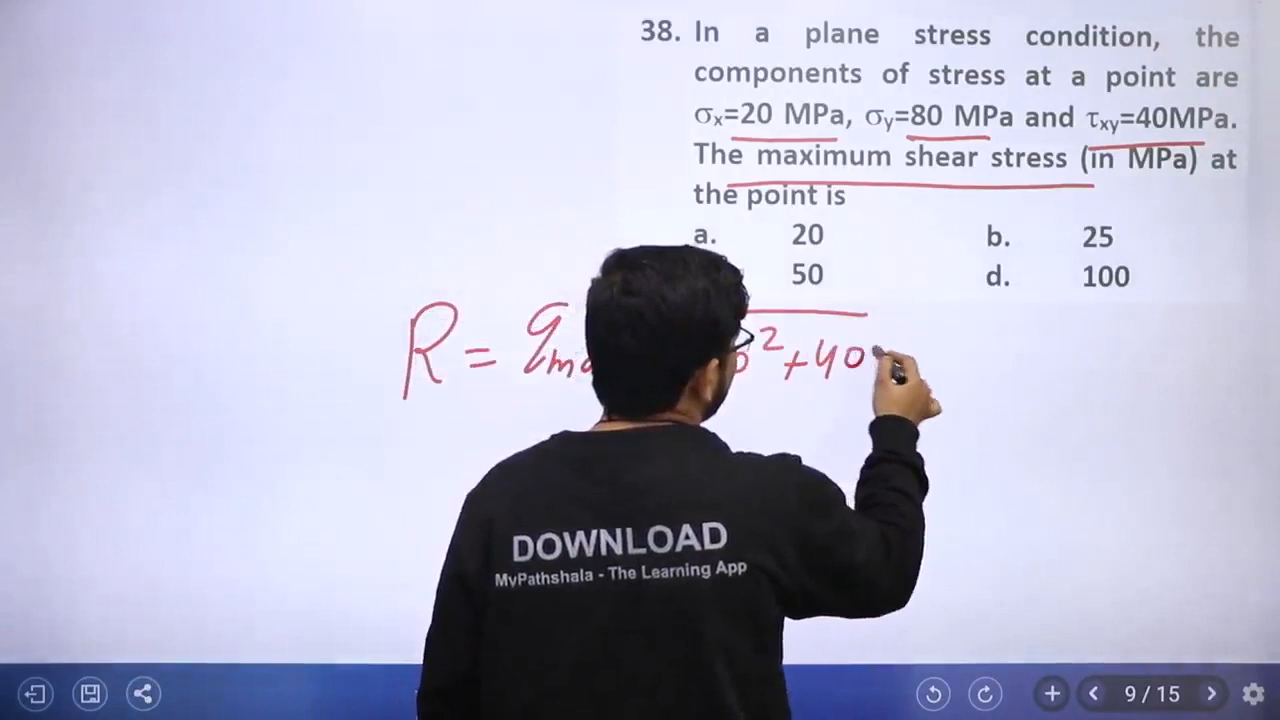 38. In a plane stress condition, the
components of stress at a point are
σx=20 MPa, σy=80 MPa and τxy=40MPa.
The maximum shear stress (in MPa) at
the point is
a. 20 b. 25
50 d. 100
R =
² + 40
DOWNLOAD
MyPathshala - The Learning App
9 / 15